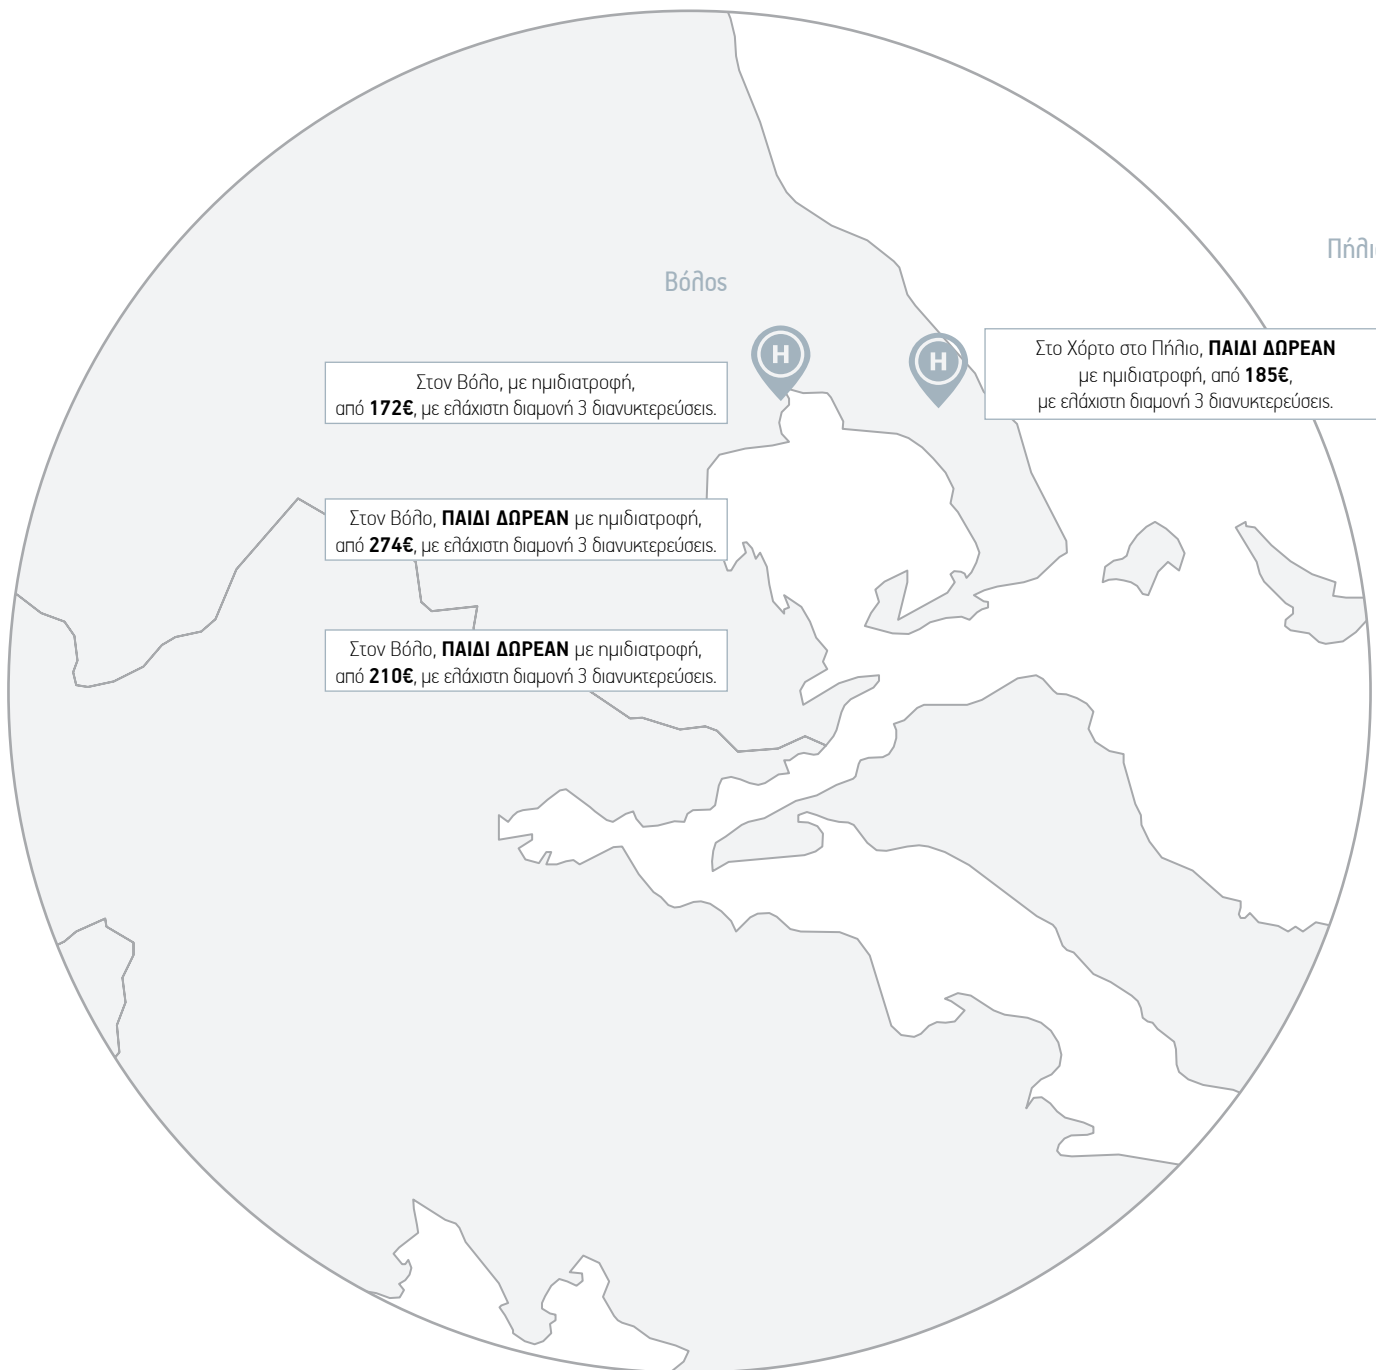 Βόλος
Πήλι
H
H
Στον Βόλο, με ημιδιατροφή,
από 172€, με ελάχιστη διαμονή 3 διανυκτερεύσεις.
Στο Χόρτο στο Πήλιο, ΠΑΙΔΙ ΔΩΡΕΑΝ
με ημιδιατροφή, από 185€,
με ελάχιστη διαμονή 3 διανυκτερεύσεις.
Στον Βόλο, ΠΑΙΔΙ ΔΩΡΕΑΝ με ημιδιατροφή,
από 274€, με ελάχιστη διαμονή 3 διανυκτερεύσεις.
Στον Βόλο, ΠΑΙΔΙ ΔΩΡΕΑΝ με ημιδιατροφή,
από 210€, με ελάχιστη διαμονή 3 διανυκτερεύσεις.